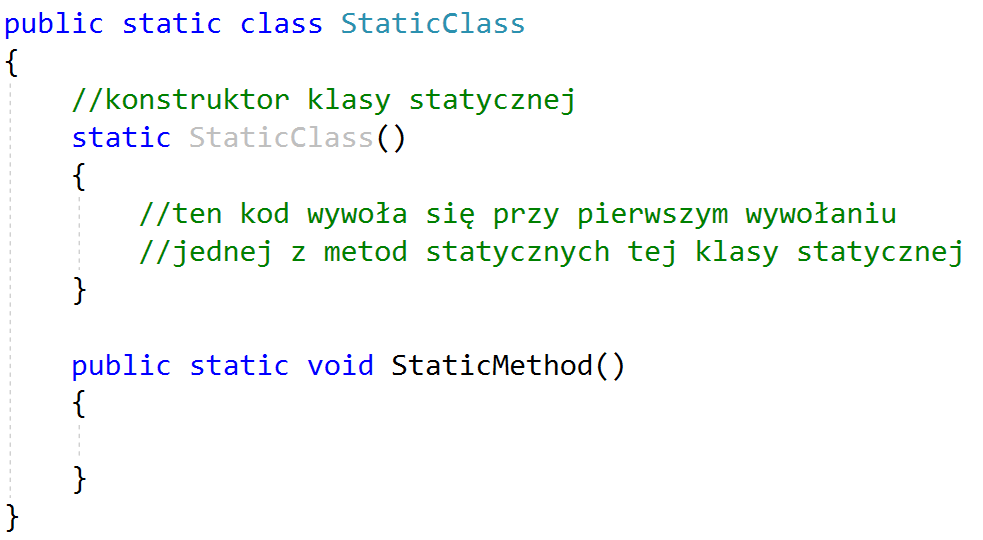 public static class StaticClass
{
//konstruktor klasy statycznej
static StaticClass()
{
//ten kod wywoła się przy pierwszym wywołaniu
//jednej z metod statycznych tej klasy statycznej
}
public static void StaticMethod()
{
}
}